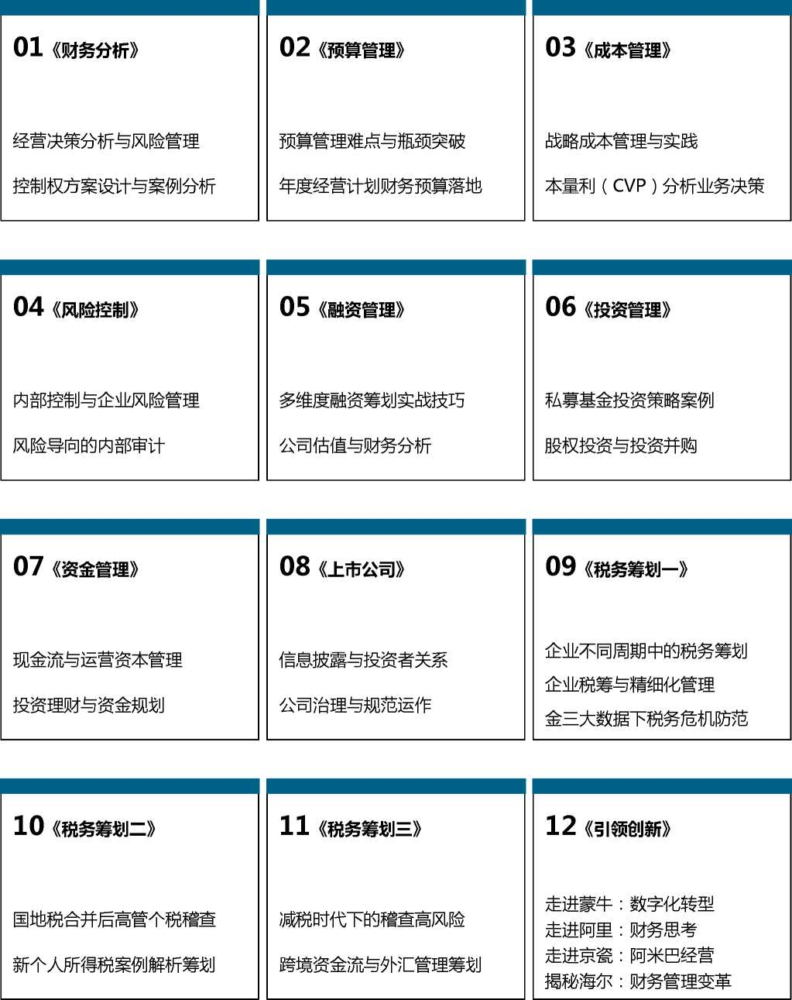 01《财务分析》
经营决策分析与风险管理
控制权方案设计与案例分析
02《预算管理》
预算管理难点与瓶颈突破
年度经营计划财务预算落地
03《成本管理》
战略成本管理与实践
本量利（CVP）分析业务决策
04《风险控制》
内部控制与企业风险管理
风险导向的内部审计
05《融资管理》
多维度融资筹划实战技巧
公司估值与财务分析
06《投资管理》
私募基金投资策略案例
股权投资与投资并购
07《资金管理》
现金流与运营资本管理
投资理财与资金规划
08《上市公司》
信息披露与投资者关系
公司治理与规范运作
09《税务筹划一》
企业不同周期中的税务筹划
企业税筹与精细化管理
金三大数据下税务危机防范
10《税务筹划二》
国地税合并后高管个税稽查
新个人所得税案例解析筹划
11《税务筹划三》
减税时代下的稽查高风险
跨境资金流与外汇管理筹划
12《引领创新》
走进蒙牛：数字化转型
走进阿里：财务思考
走进京瓷：阿米巴经营
揭秘海尔：财务管理变革